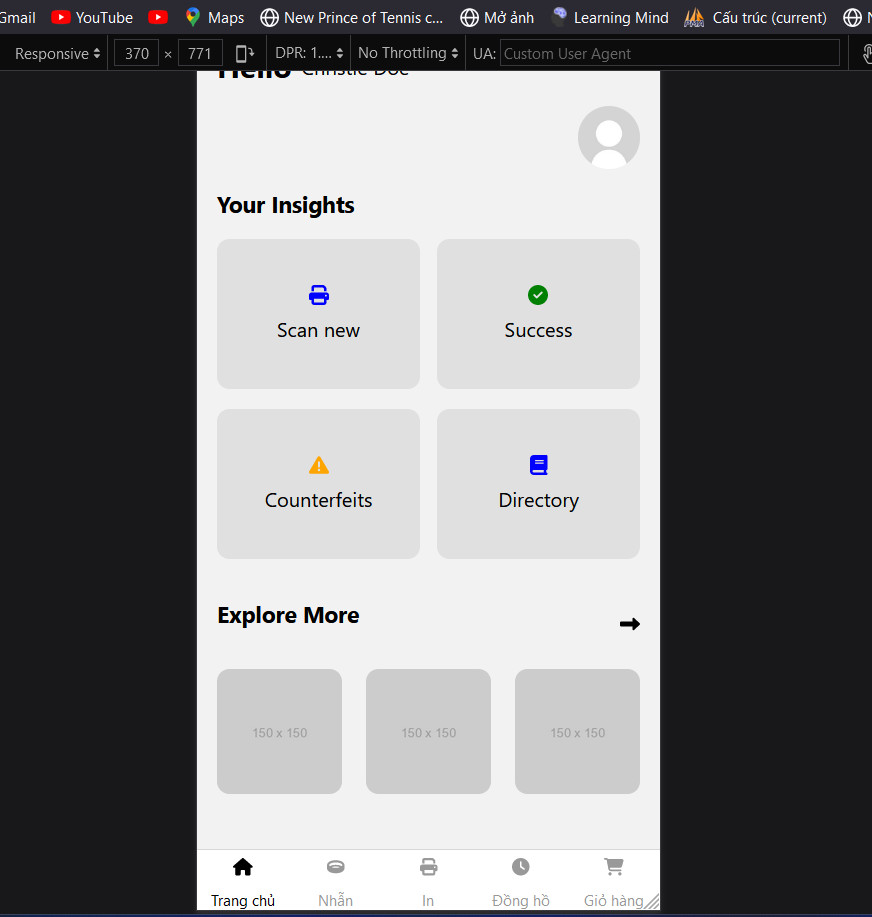 Gmail YouTube Maps New Prince of Tennis c... Mở ảnh Learning Mind Cấu trúc (current)
Responsive 370 × 771 DPR: 1.... No Throttling UA: Custom User Agent
Hello Christie Doe
Your Insights
Scan new Success
Counterfeits Directory
Explore More
150 x 150 150 x 150 150 x 150
Trang chủ Nhẫn In Đồng hồ Giỏ hàng